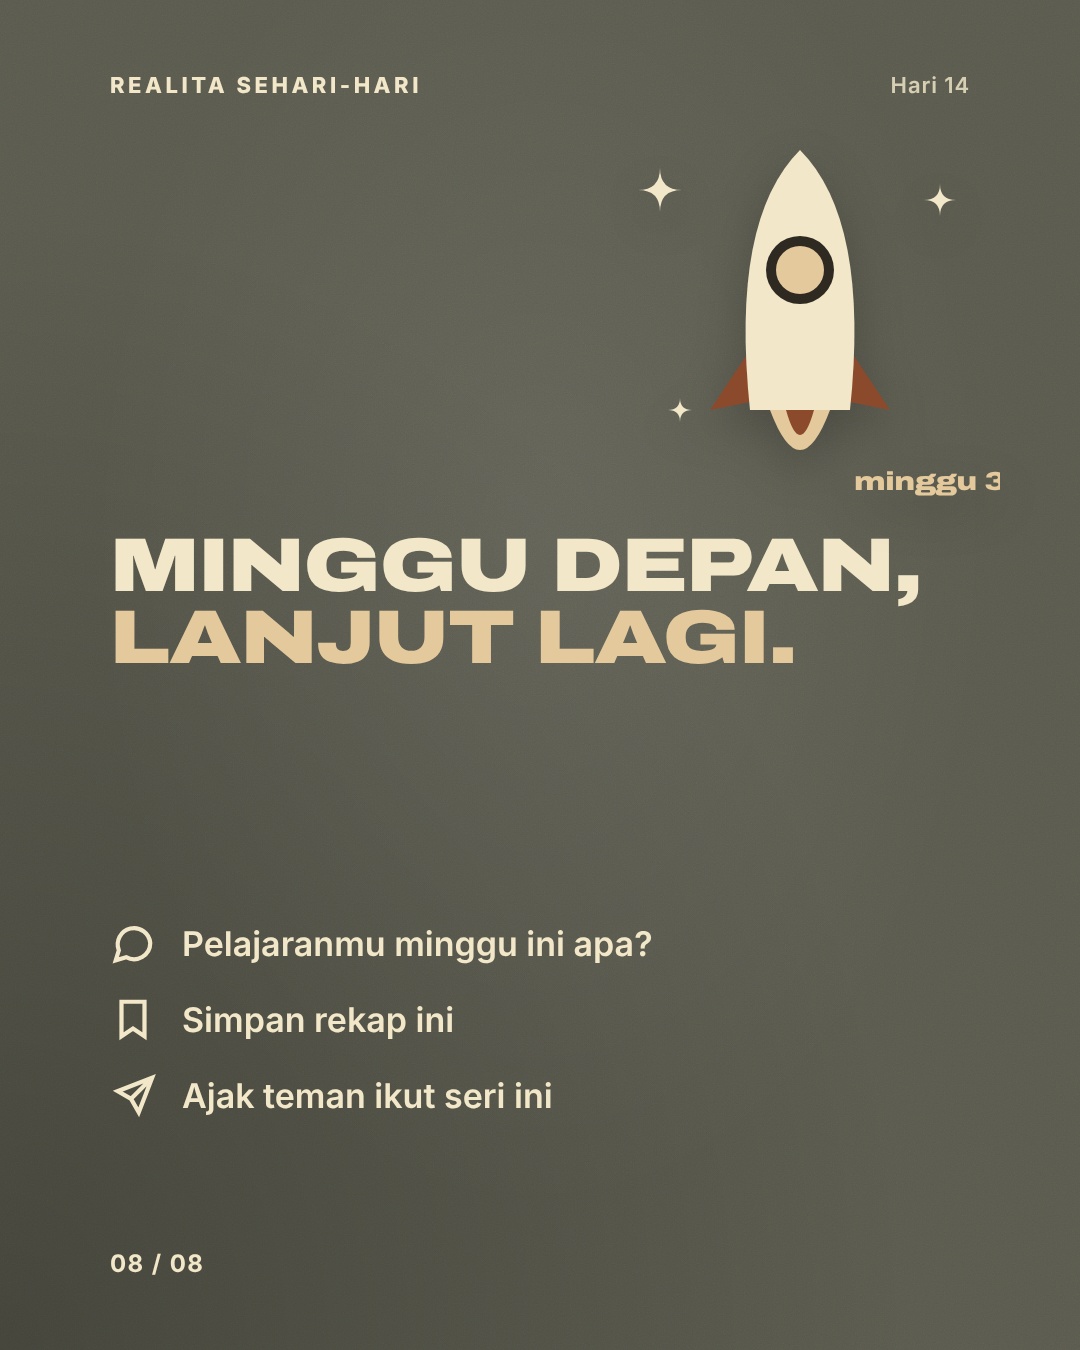 REALITA SEHARI-HARI
Hari 14
minggu 3
MINGGU DEPAN,
LANJUT LAGI.
Pelajaranmu minggu ini apa?
Simpan rekap ini
Ajak teman ikut seri ini
08 / 08